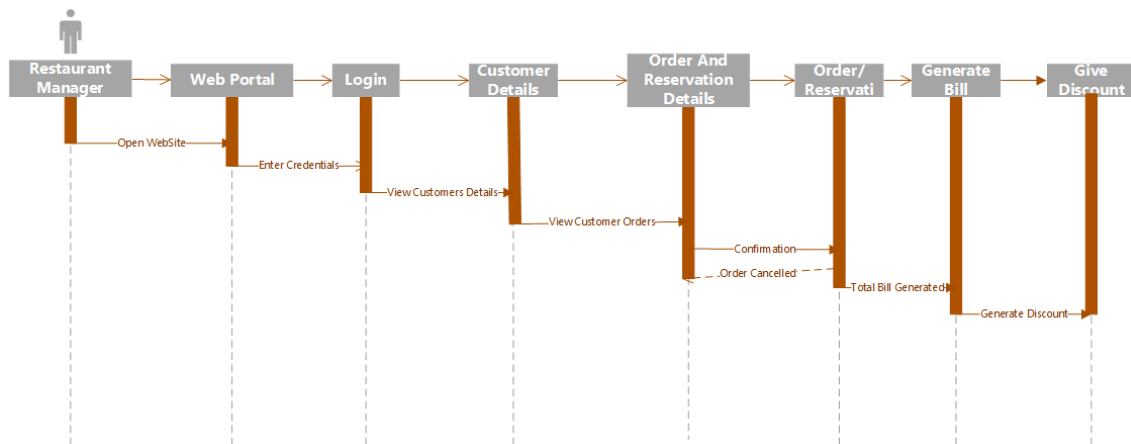 Restaurant
Manager
Web Portal
Login
Customer
Details
Order And
Reservation
Details
Order/
Reservati
Generate
Bill
Give
Discount
Open WebSite
Enter Credentials
View Customers Details
View Customer Orders
Confirmation
Order Cancelled
Total Bill Generated
Generate Discount